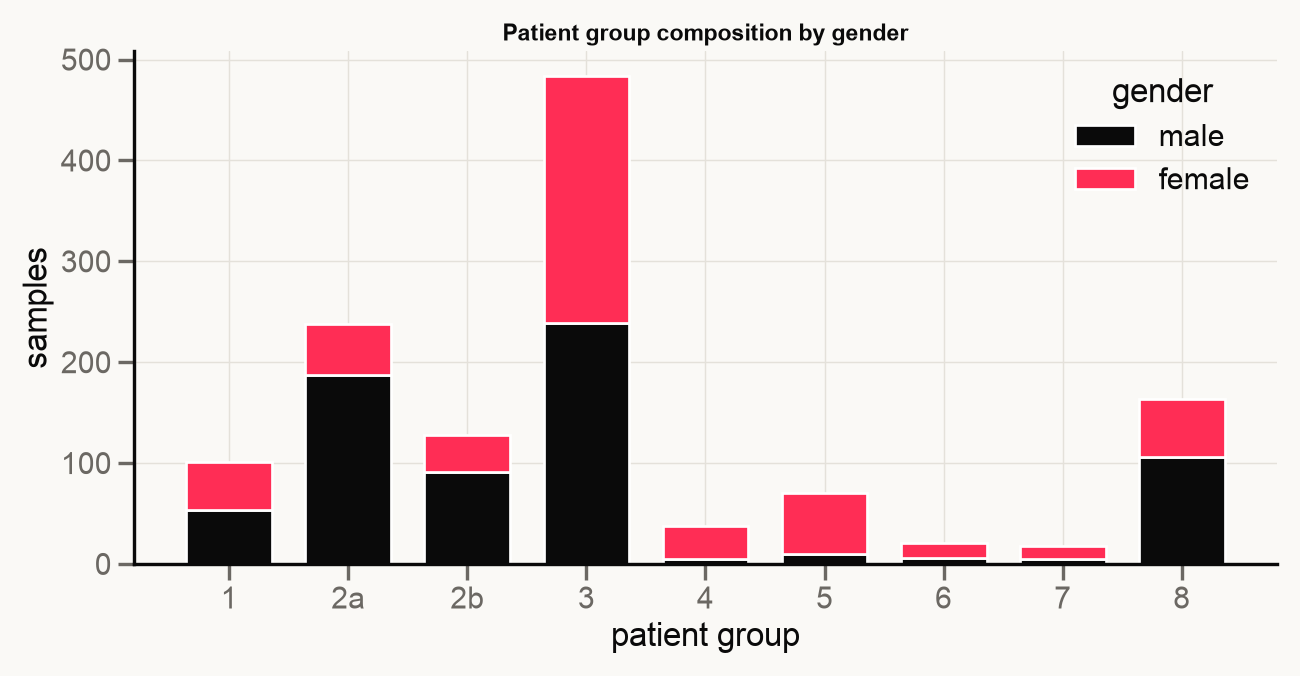 Patient group composition by gender
500
400
300
200
100
0
samples
gender
male
female
1 2a 2b 3 4 5 6 7 8
patient group